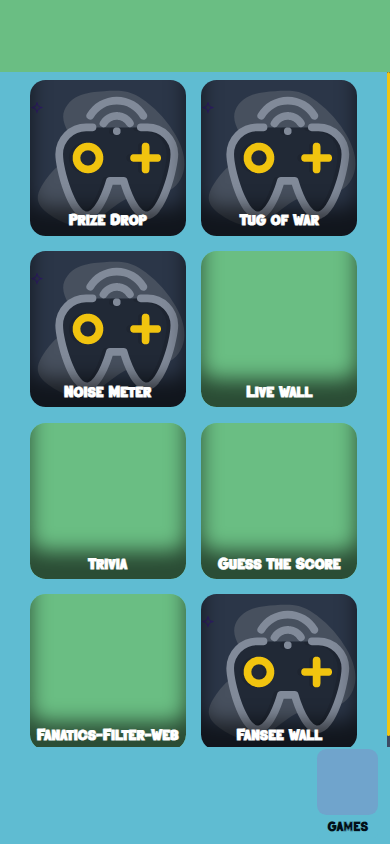 Prize Drop
Tug of War
Noise Meter
Live Wall
Trivia
Guess The Score
Fanatics-Filter-Web
Fansee Wall
GAMES